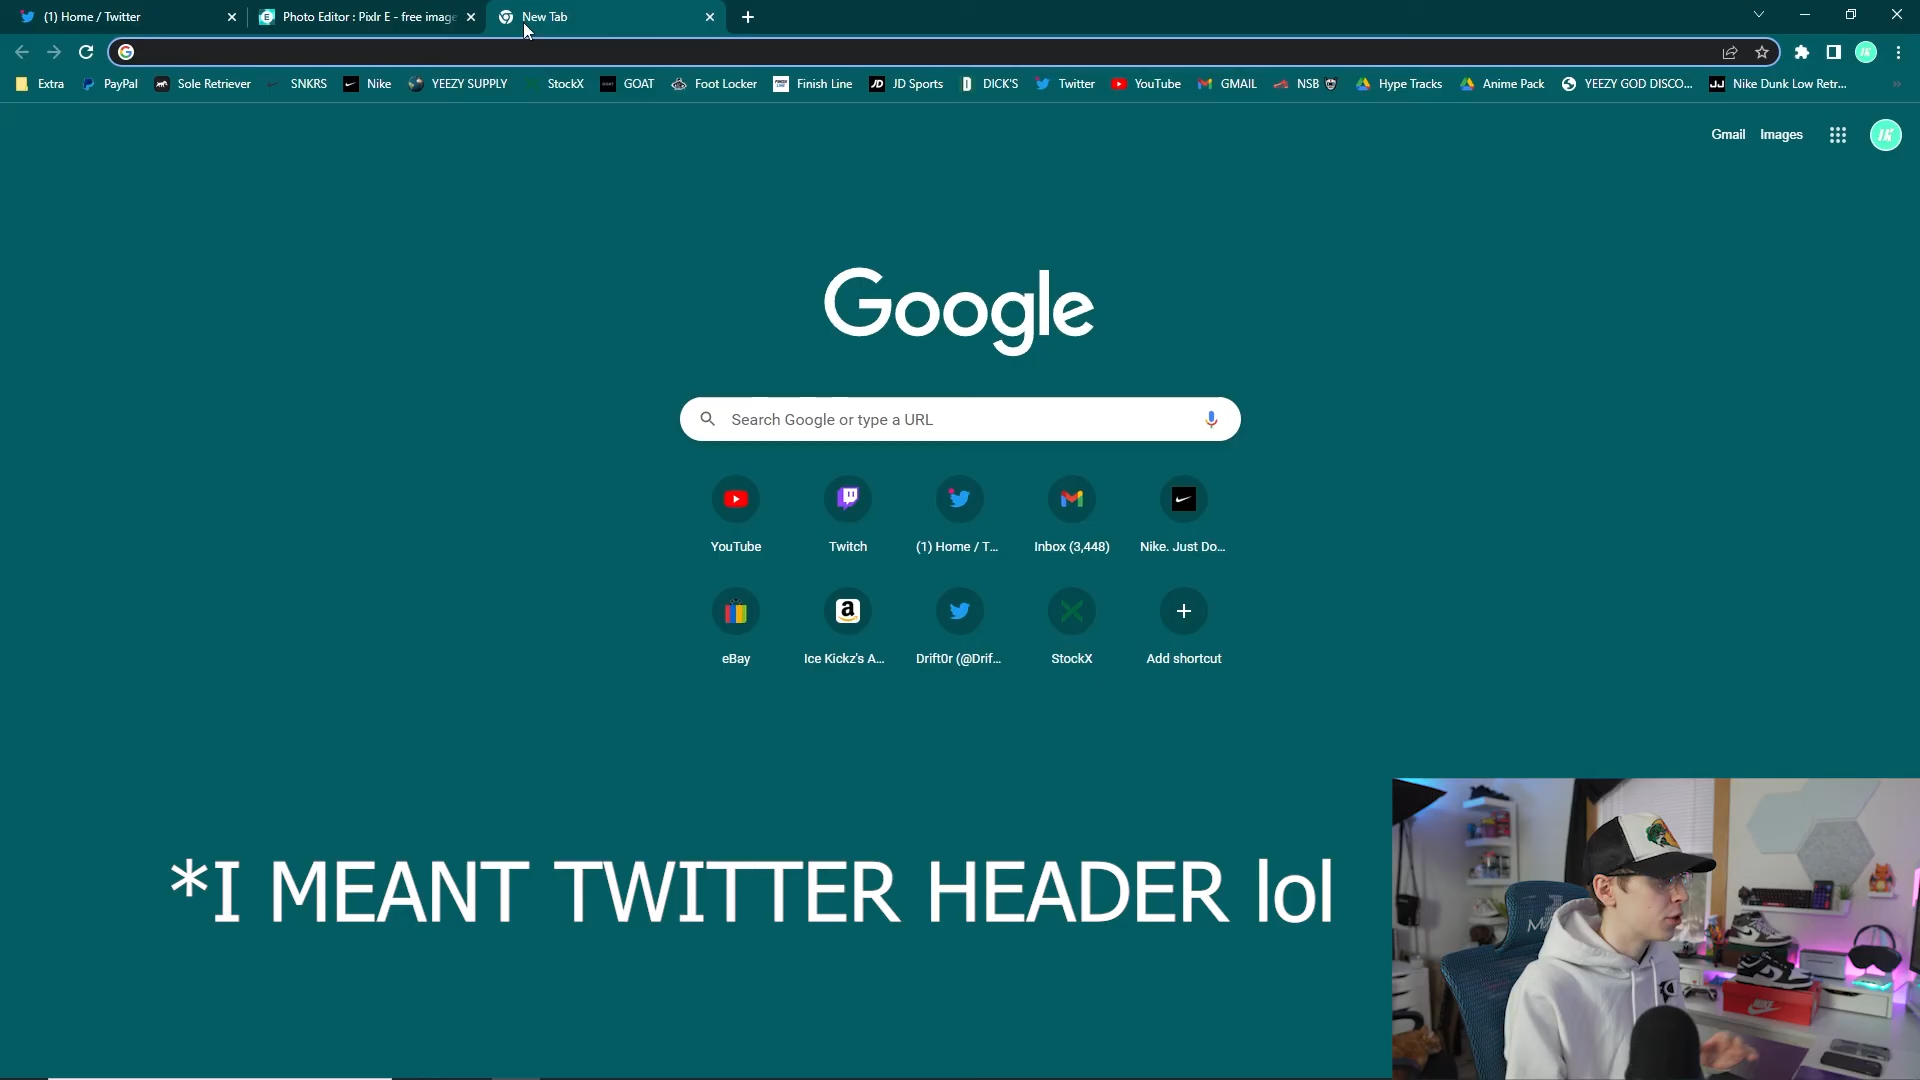 (1) Home / Twitter
Photo Editor : Pixlr E - free image
New Tab
Extra
PayPal
Sole Retriever
SNKRS
Nike
YEEZY SUPPLY
StockX
GOAT
Foot Locker
Finish Line
JD Sports
DICK'S
Twitter
YouTube
GMAIL
NSB
Hype Tracks
Anime Pack
YEEZY GOD DISCO...
Nike Dunk Low Retr...
Gmail
Images
Google
Search Google or type a URL
YouTube
Twitch
(1) Home / T...
Inbox (3,448)
Nike. Just Do...
eBay
Ice Kickz's A...
Drift0r (@Drif...
StockX
Add shortcut
*I MEANT TWITTER HEADER lol